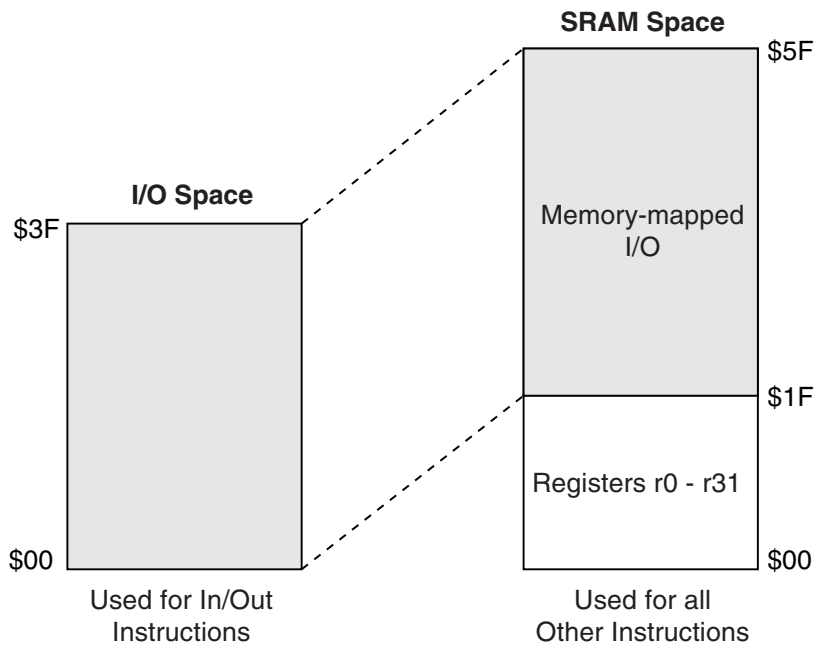 SRAM Space
$5F
I/O Space
$3F
Memory-mapped
I/O
$1F
Registers r0 - r31
$00
$00
Used for In/Out
Instructions
Used for all
Other Instructions